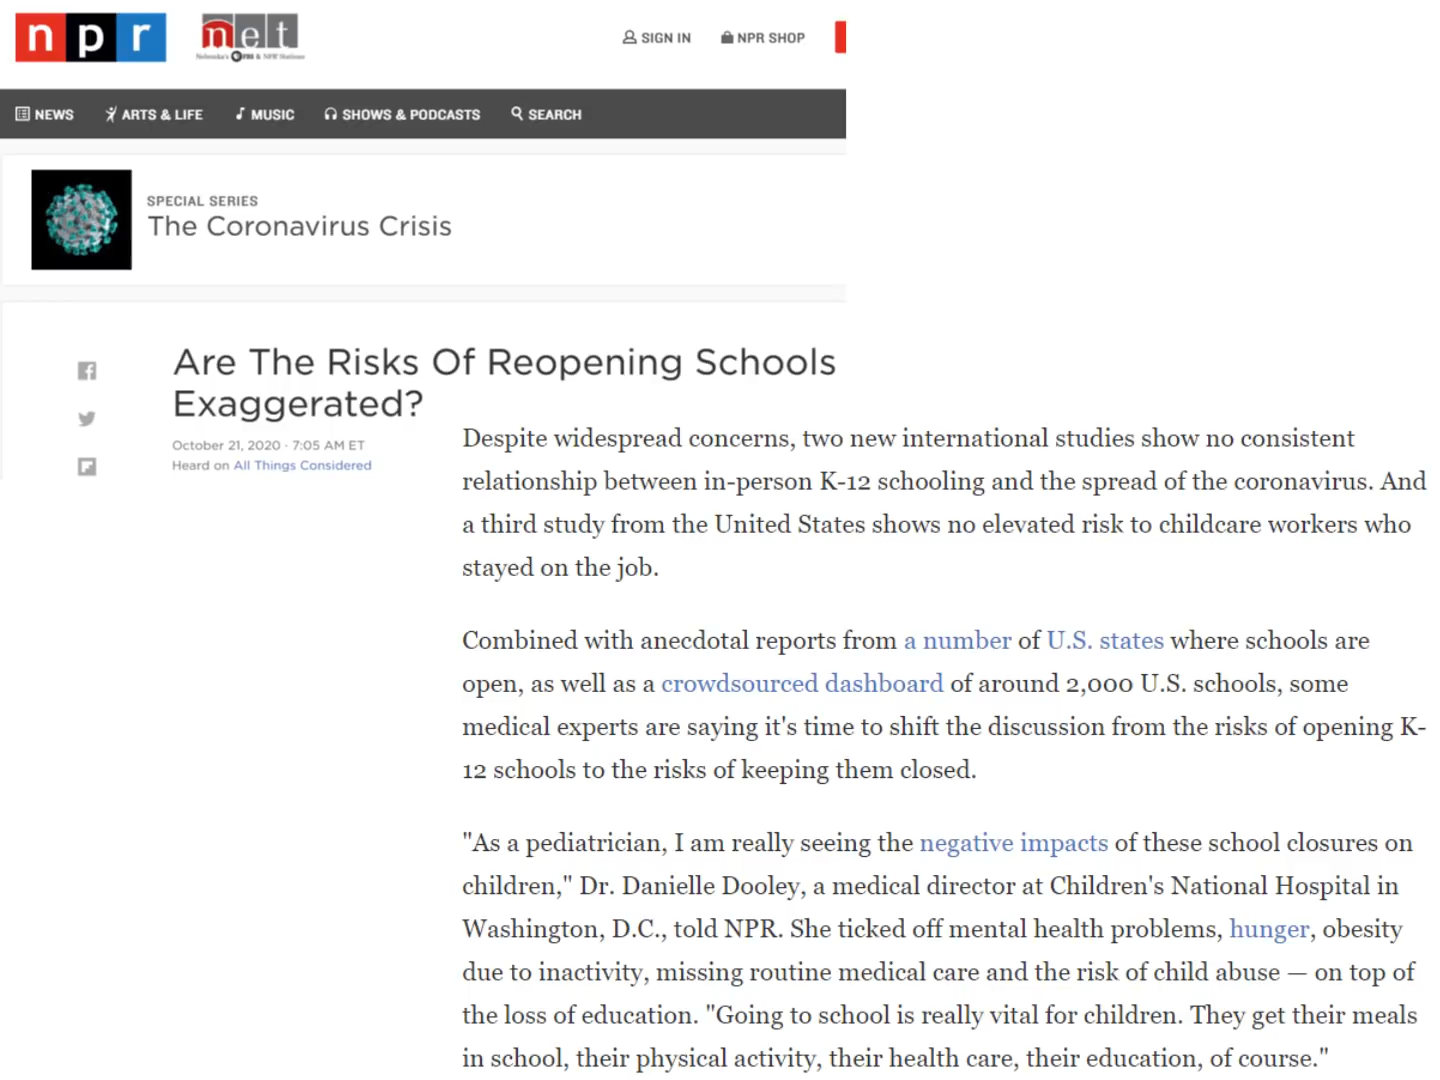 npr
net
Nebraska's PBS & NPR Stations
SIGN IN
NPR SHOP
NEWS
ARTS & LIFE
MUSIC
SHOWS & PODCASTS
SEARCH
SPECIAL SERIES
The Coronavirus Crisis
Are The Risks Of Reopening Schools
Exaggerated?
October 21, 2020 · 7:05 AM ET
Heard on All Things Considered
Despite widespread concerns, two new international studies show no consistent
relationship between in-person K-12 schooling and the spread of the coronavirus. And
a third study from the United States shows no elevated risk to childcare workers who
stayed on the job.
Combined with anecdotal reports from a number of U.S. states where schools are
open, as well as a crowdsourced dashboard of around 2,000 U.S. schools, some
medical experts are saying it's time to shift the discussion from the risks of opening K-
12 schools to the risks of keeping them closed.
"As a pediatrician, I am really seeing the negative impacts of these school closures on
children," Dr. Danielle Dooley, a medical director at Children's National Hospital in
Washington, D.C., told NPR. She ticked off mental health problems, hunger, obesity
due to inactivity, missing routine medical care and the risk of child abuse — on top of
the loss of education. "Going to school is really vital for children. They get their meals
in school, their physical activity, their health care, their education, of course."